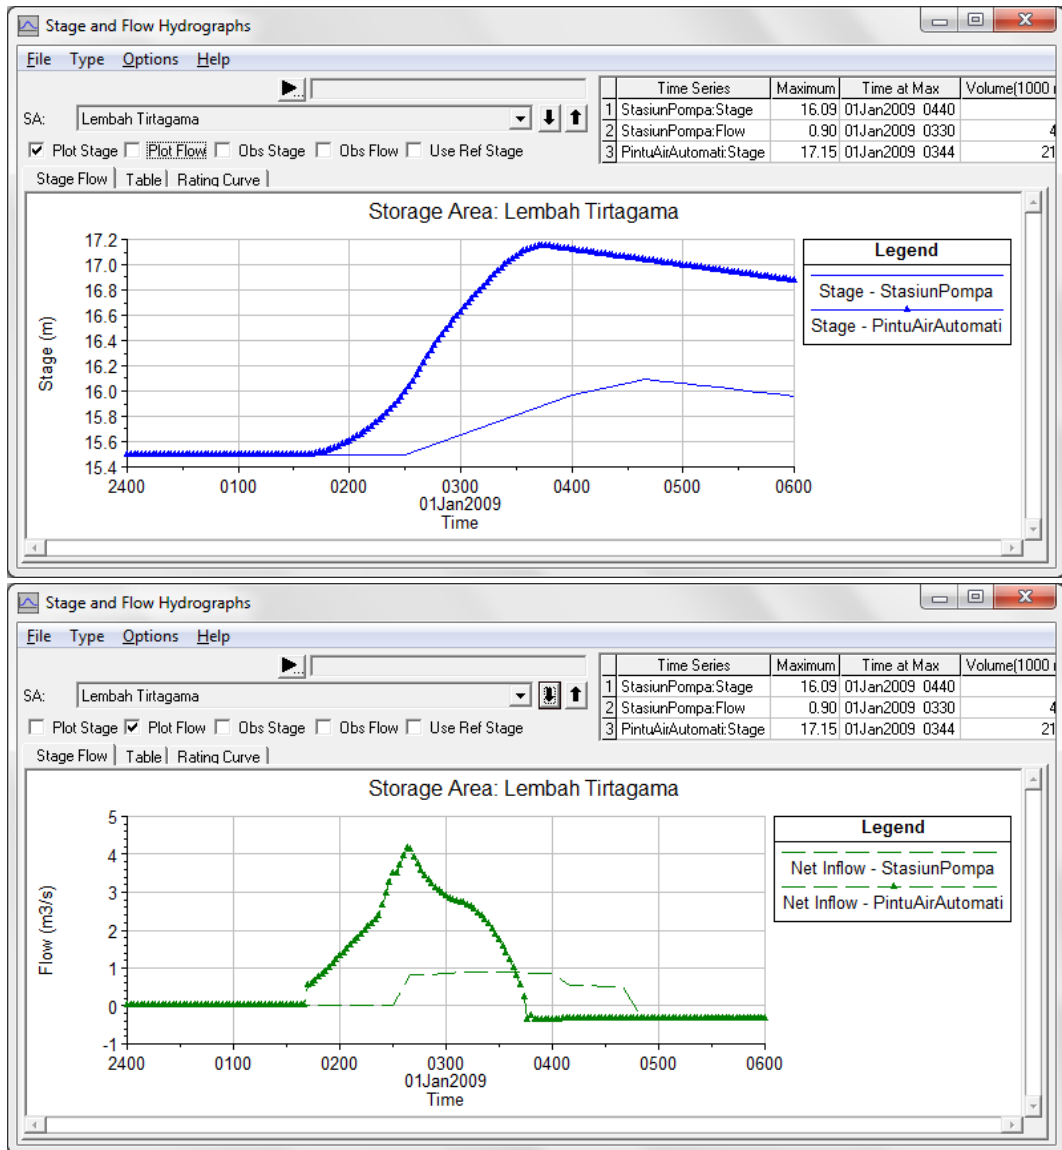 Stage and Flow Hydrographs
File Type Options Help
SA: Lembah Tirtagama
Plot Stage Plot Flow Obs Stage Obs Flow Use Ref Stage
Time Series Maximum Time at Max Volume(1000
1 StasiunPompa:Stage 16.09 01Jan2009 0440
2 StasiunPompa:Flow 0.90 01Jan2009 0330 4
3 PintuAirAutomati:Stage 17.15 01Jan2009 0344 21
Stage Flow Table Rating Curve
Storage Area: Lembah Tirtagama
17.2
17.0
16.8
16.6
16.4
16.2
16.0
15.8
15.6
15.4
Stage (m)
2400 0100 0200 0300 0400 0500 0600
01Jan2009
Time
Legend
Stage - StasiunPompa
Stage - PintuAirAutomati
Stage and Flow Hydrographs
File Type Options Help
SA: Lembah Tirtagama
Plot Stage Plot Flow Obs Stage Obs Flow Use Ref Stage
Time Series Maximum Time at Max Volume(1000
1 StasiunPompa:Stage 16.09 01Jan2009 0440
2 StasiunPompa:Flow 0.90 01Jan2009 0330 4
3 PintuAirAutomati:Stage 17.15 01Jan2009 0344 21
Stage Flow Table Rating Curve
Storage Area: Lembah Tirtagama
5
4
3
2
1
0
-1
Flow (m3/s)
2400 0100 0200 0300 0400 0500 0600
01Jan2009
Time
Legend
Net Inflow - StasiunPompa
Net Inflow - PintuAirAutomati